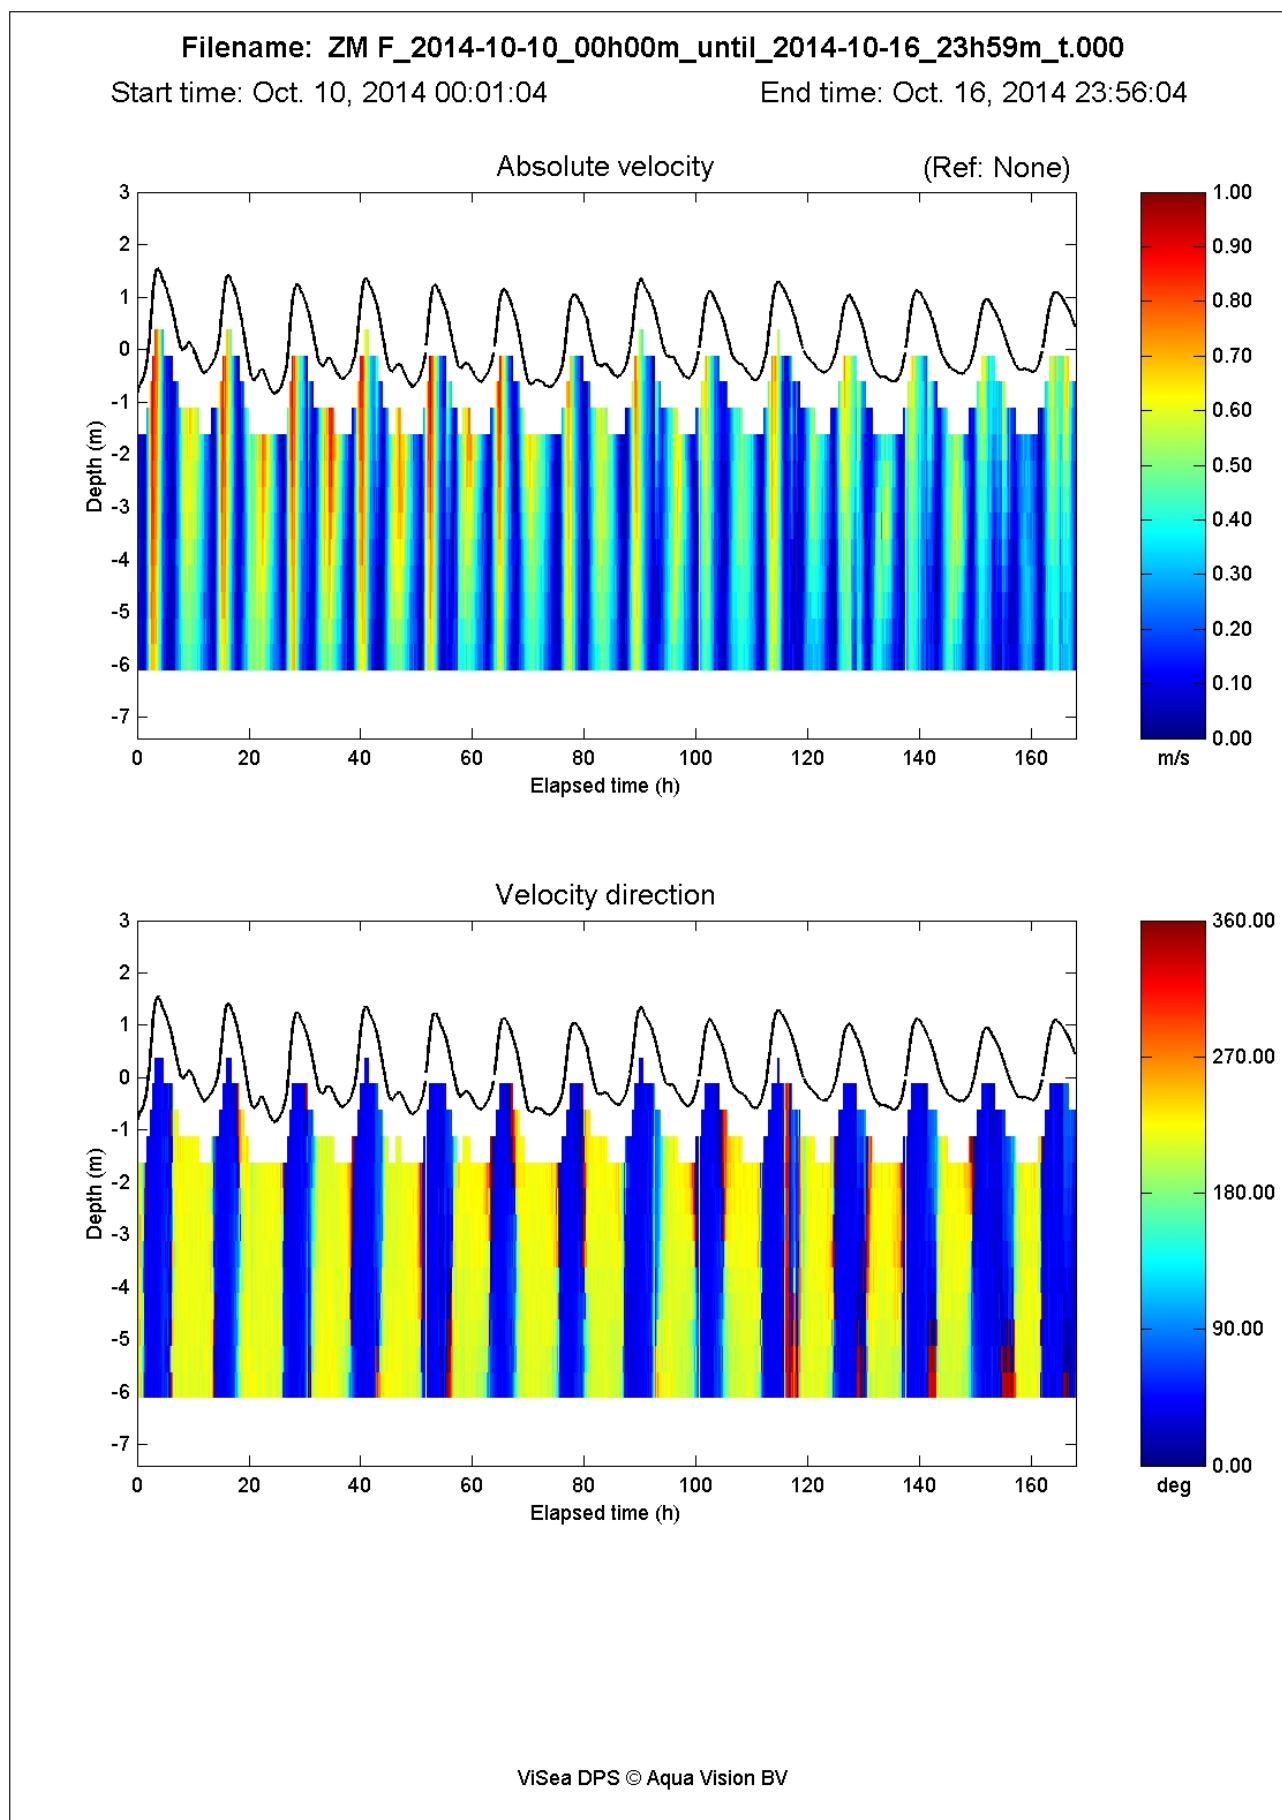 Filename: ZM F_2014-10-10_00h00m_until_2014-10-16_23h59m_t.000
Start time: Oct. 10, 2014 00:01:04 End time: Oct. 16, 2014 23:56:04
Absolute velocity (Ref: None)
3
2
1
0
-1
-2
-3
-4
-5
-6
-7
Depth (m)
0 20 40 60 80 100 120 140 160
Elapsed time (h)
1.00
0.90
0.80
0.70
0.60
0.50
0.40
0.30
0.20
0.10
0.00
m/s
Velocity direction
3
2
1
0
-1
-2
-3
-4
-5
-6
-7
Depth (m)
0 20 40 60 80 100 120 140 160
Elapsed time (h)
360.00
270.00
180.00
90.00
0.00
deg
ViSea DPS © Aqua Vision BV